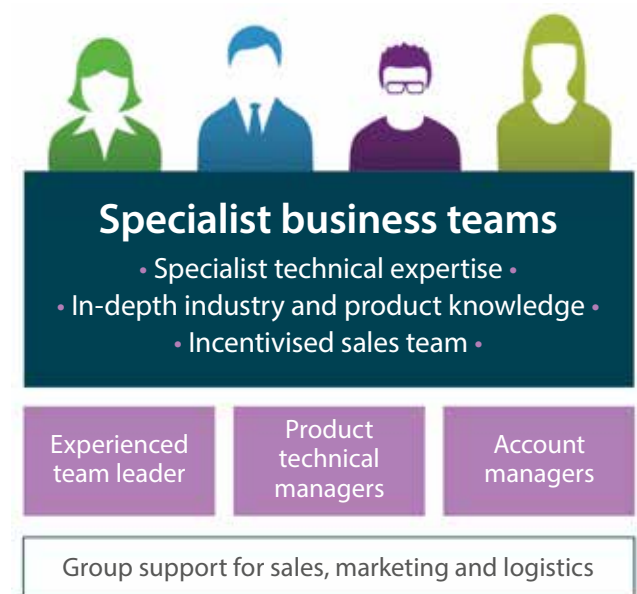 Specialist business teams
• Specialist technical expertise •
• In-depth industry and product knowledge •
• Incentivised sales team •
Experienced
team leader
Product
technical
managers
Account
managers
Group support for sales, marketing and logistics